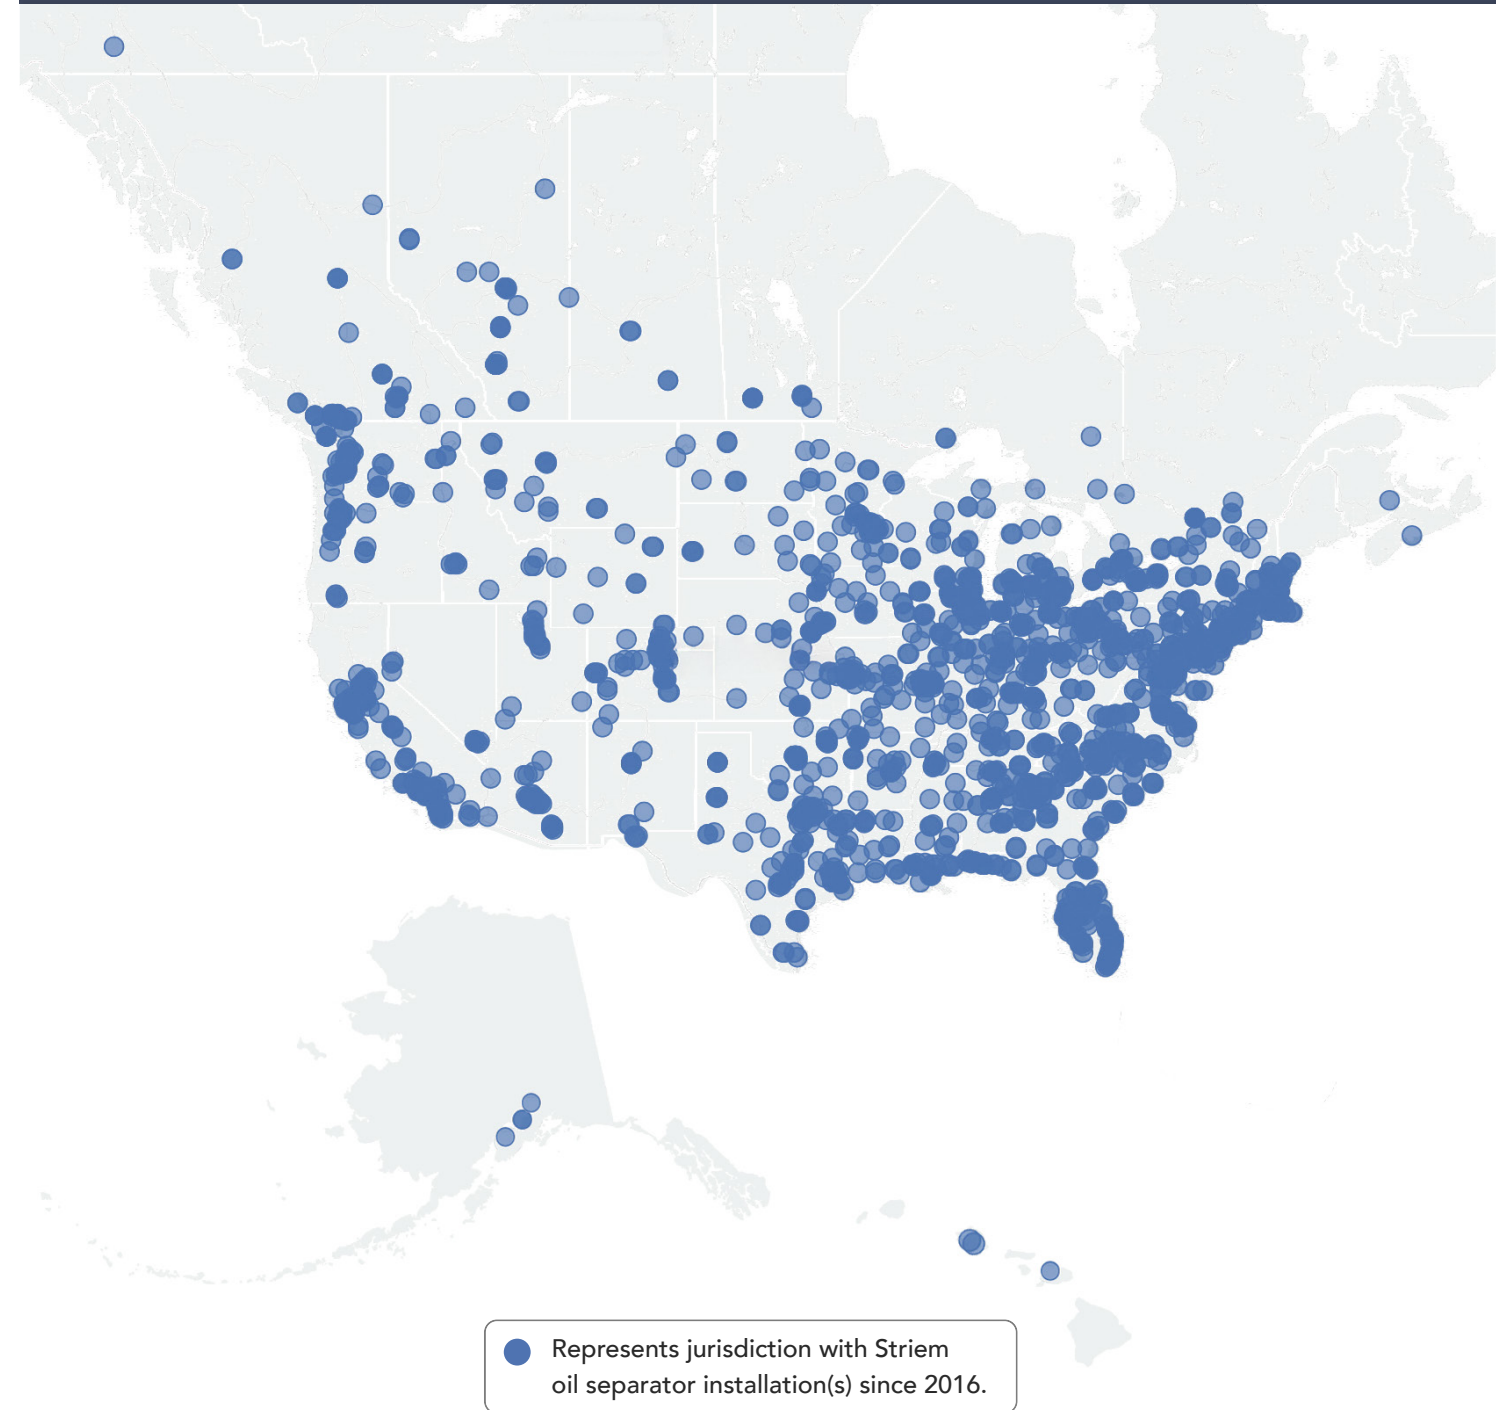 Represents jurisdiction with Striem
oil separator installation(s) since 2016.